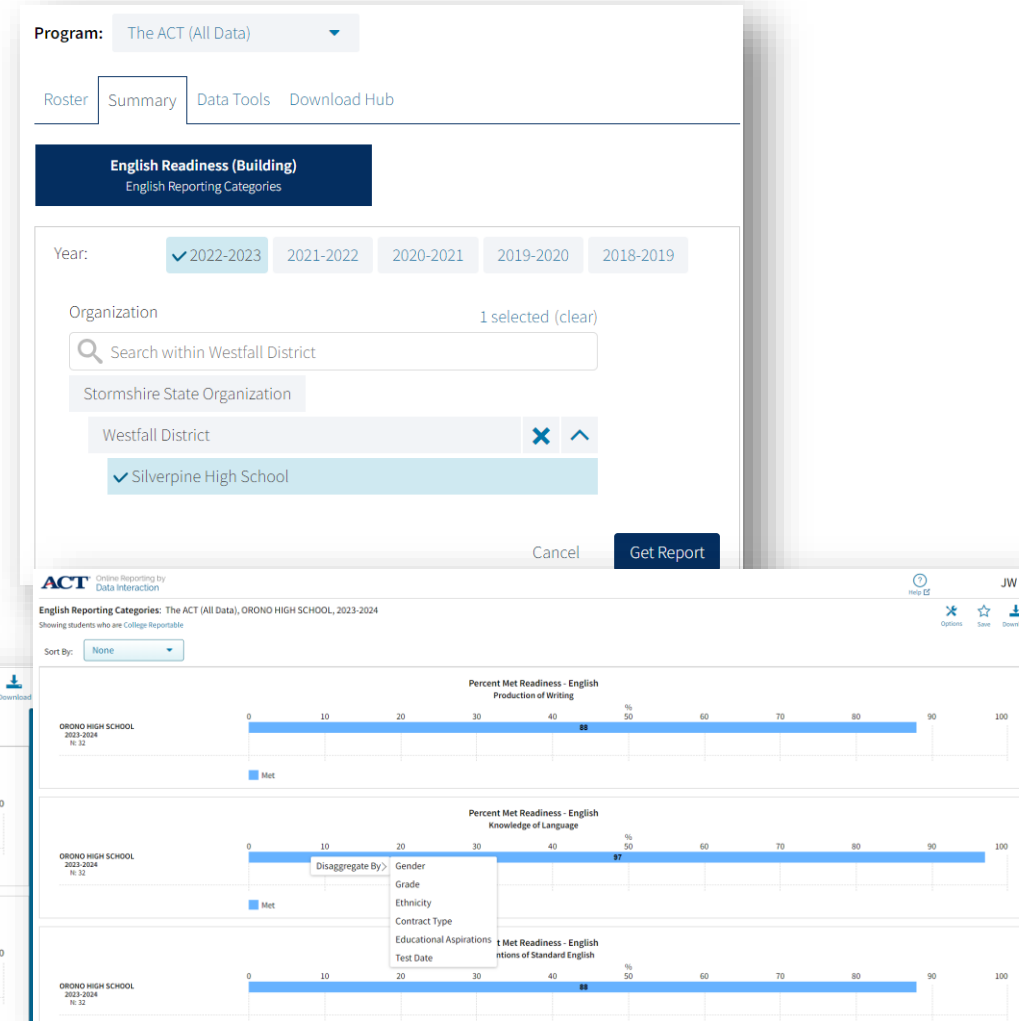 Program: The ACT (All Data)
Roster Summary Data Tools Download Hub
English Readiness (Building)
English Reporting Categories
Year: 2022-2023 2021-2022 2020-2021 2019-2020 2018-2019
Organization 1 selected (clear)
Search within Westfall District
Stormshire State Organization
Westfall District
Silverpine High School
Cancel Get Report
ACT Online Reporting by
Data Interaction
Help JW
English Reporting Categories: The ACT (All Data), ORONO HIGH SCHOOL, 2023-2024
Showing students who are College Reportable
Options Save
Sort By: None
Download
Percent Met Readiness - English
Production of Writing
%
0 10 20 30 40 50 60 70 80 90 100
ORONO HIGH SCHOOL
2023-2024
N: 32
88
Met
Percent Met Readiness - English
Knowledge of Language
%
0 10 20 30 40 50 60 70 80 90 100
ORONO HIGH SCHOOL
2023-2024
N: 32
97
Disaggregate By
Gender
Grade
Ethnicity
Contract Type
Educational Aspirations
Test Date
Met
t Met Readiness - English
ntions of Standard English
%
0 10 20 30 40 50 60 70 80 90 100
ORONO HIGH SCHOOL
2023-2024
N: 32
88